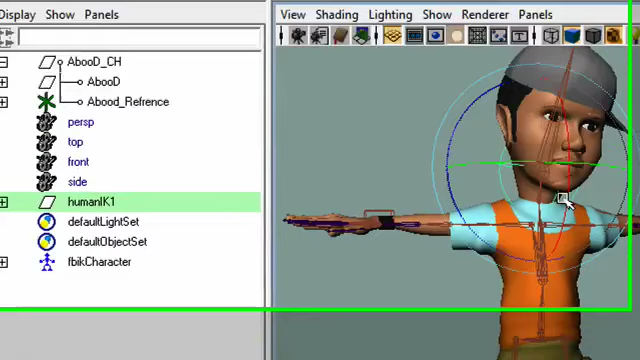 Display Show Panels
View Shading Lighting Show Renderer Panels
AbooD_CH
AbooD
Abood_Refrence
persp
top
front
side
humanIK1
defaultLightSet
defaultObjectSet
fbikCharacter